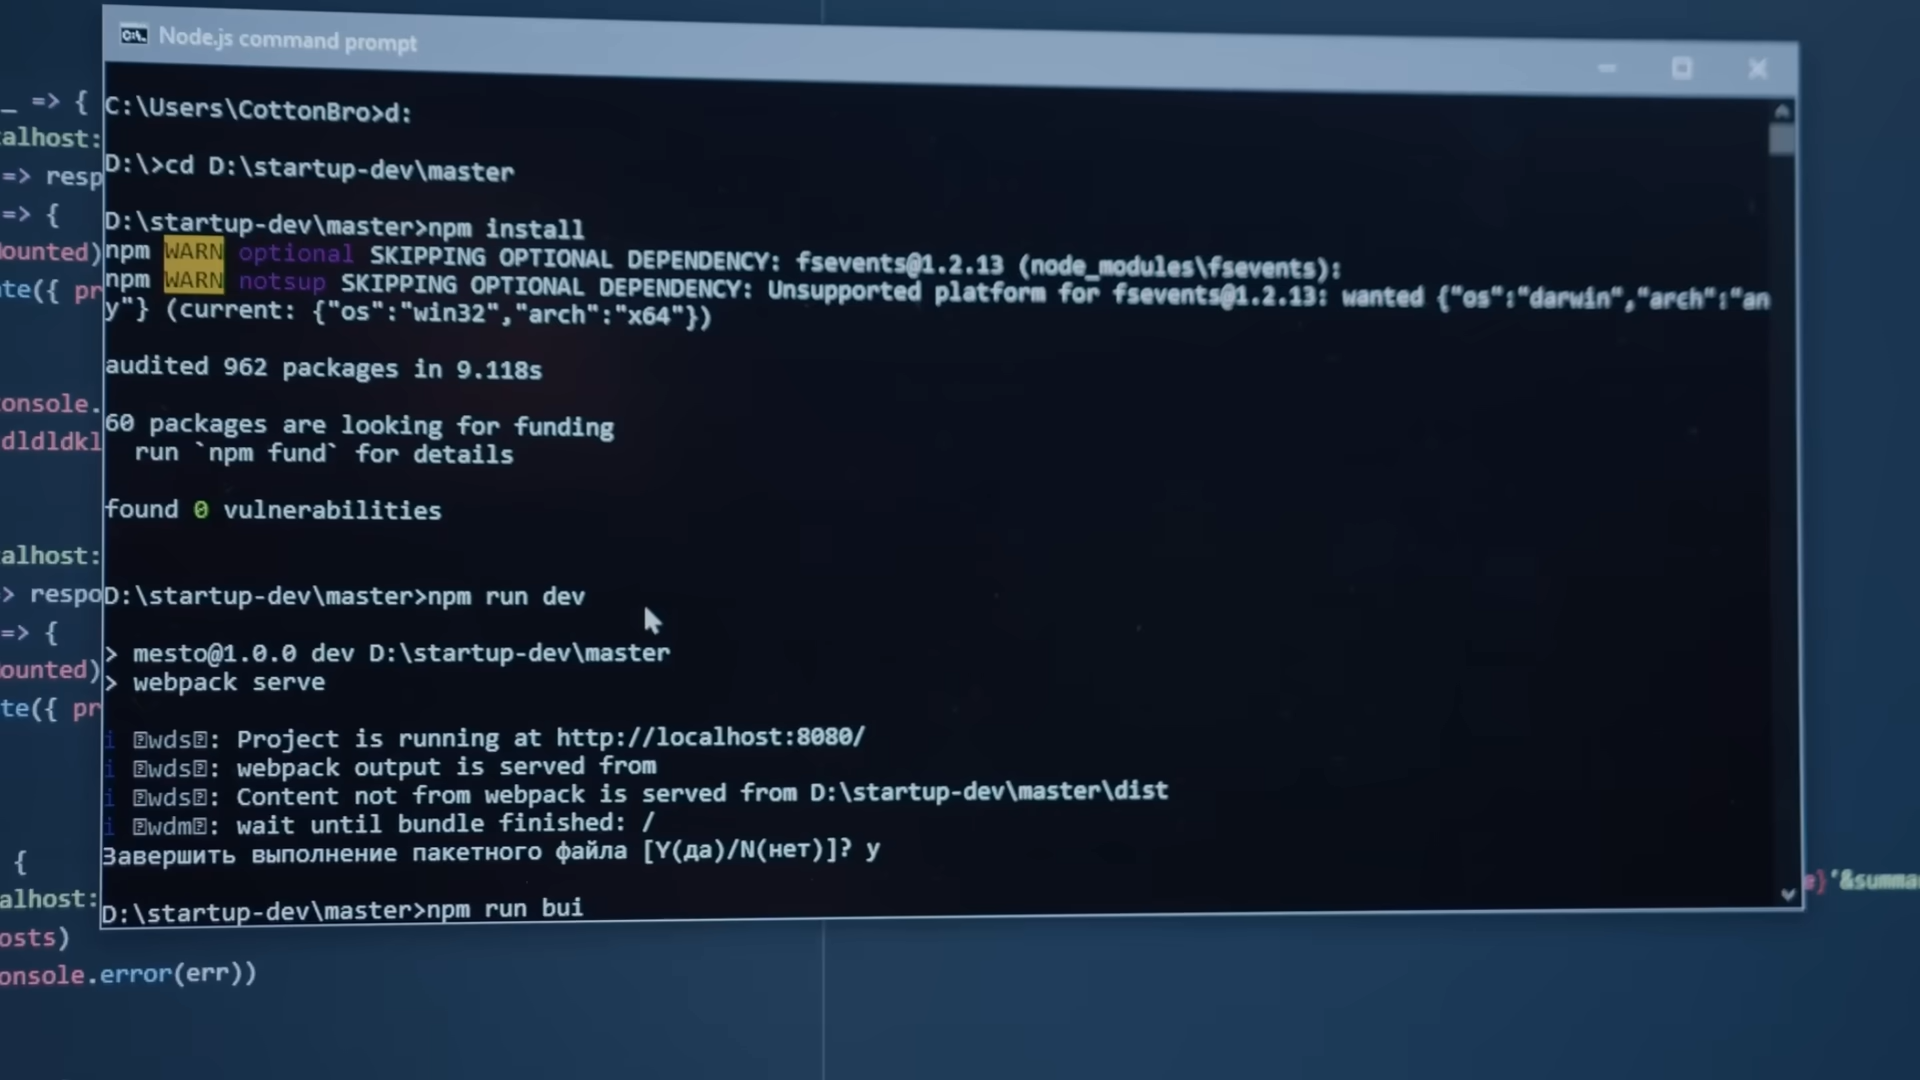 Node.js command prompt
C:\Users\CottonBro>d:
D:\>cd D:\startup-dev\master
D:\startup-dev\master>npm install
npm WARN optional SKIPPING OPTIONAL DEPENDENCY: fsevents@1.2.13 (node_modules\fsevents):
npm WARN notsup SKIPPING OPTIONAL DEPENDENCY: Unsupported platform for fsevents@1.2.13: wanted {"os":"darwin","arch":"an
y"} (current: {"os":"win32","arch":"x64"})
audited 962 packages in 9.118s
60 packages are looking for funding
run `npm fund` for details
found 0 vulnerabilities
D:\startup-dev\master>npm run dev
> mesto@1.0.0 dev D:\startup-dev\master
> webpack serve
i ⍰wds⍰: Project is running at http://localhost:8080/
i ⍰wds⍰: webpack output is served from
i ⍰wds⍰: Content not from webpack is served from D:\startup-dev\master\dist
i ⍰wdm⍰: wait until bundle finished: /
Завершить выполнение пакетного файла [Y(да)/N(нет)]? y
D:\startup-dev\master>npm run bui
_ => {
alhost:
=> resp
=> {
ounted)
te({ pr
onsole.
dldldkl
alhost:
> respo
=> {
ounted)
te({ pr
{
alhost:
osts)
onsole.error(err))
}'&summa